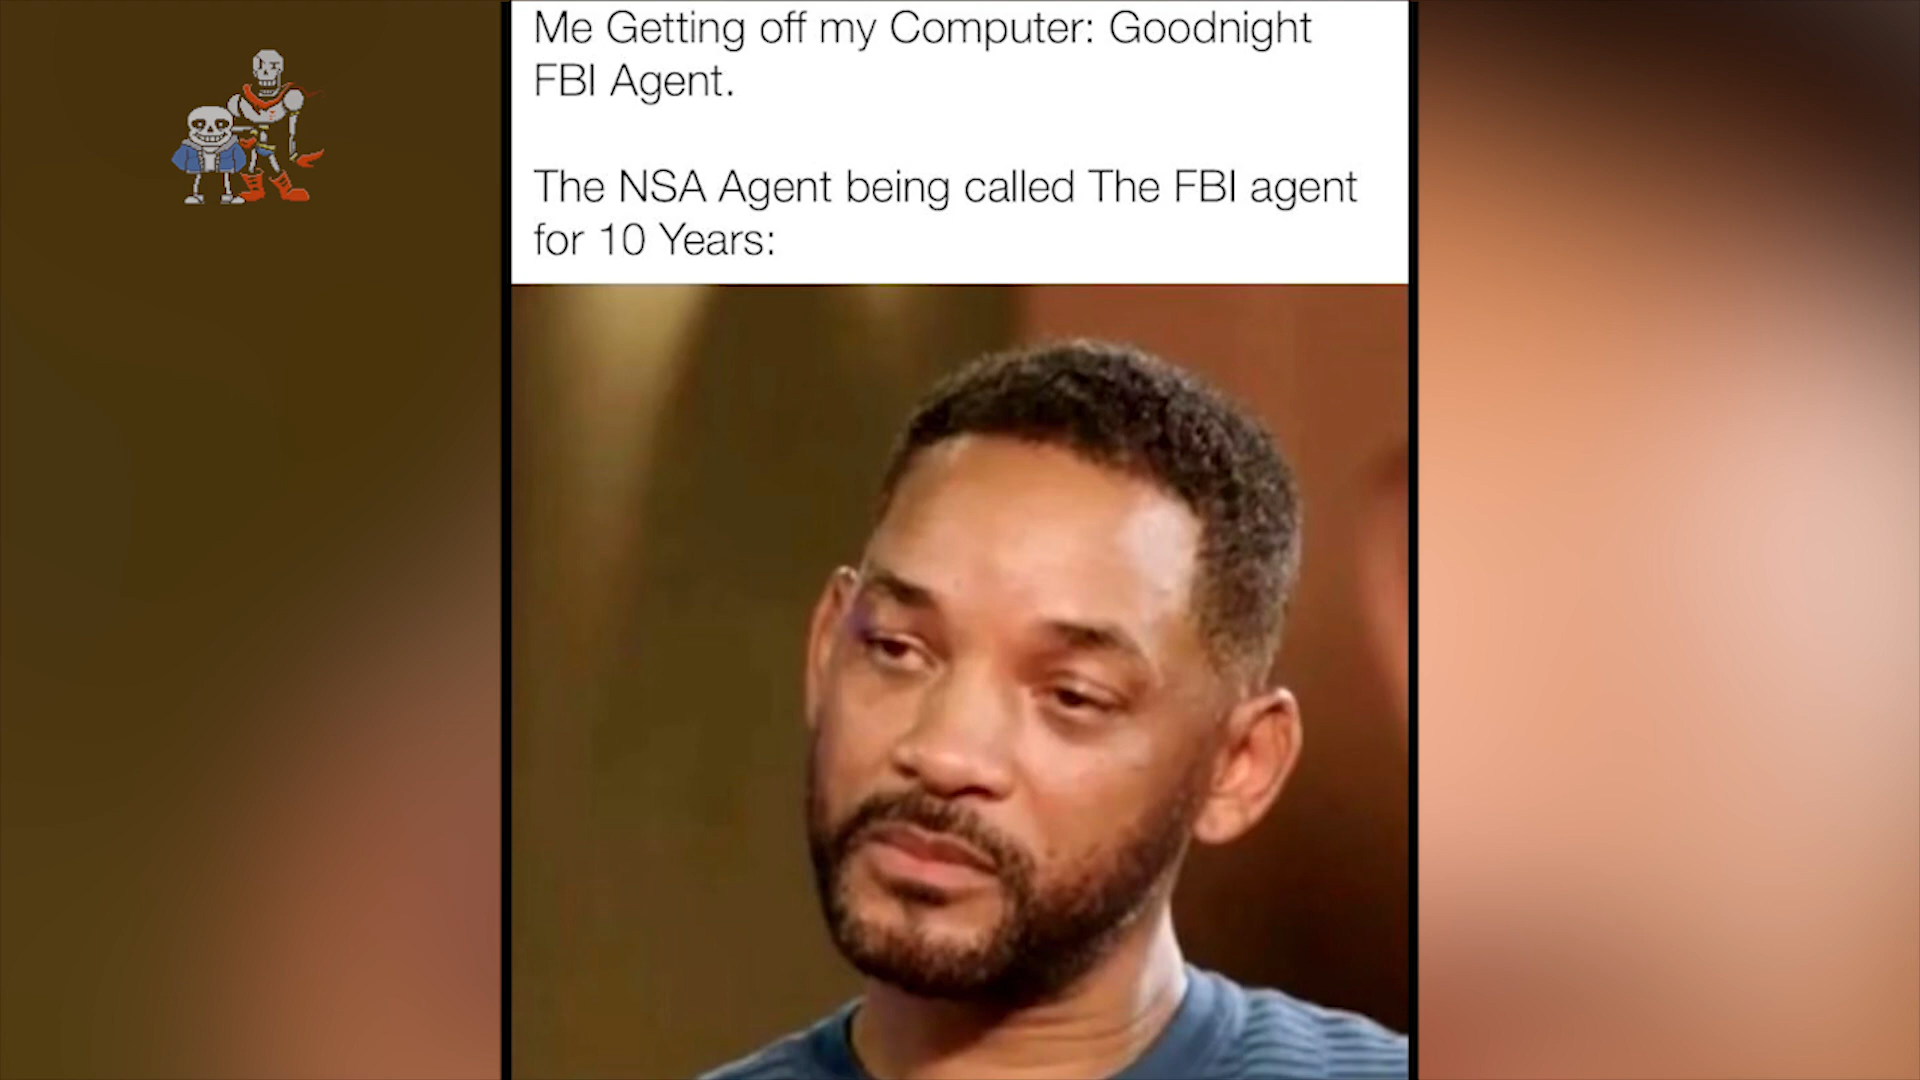 Me Getting off my Computer: Goodnight
FBI Agent.
The NSA Agent being called The FBI agent
for 10 Years: